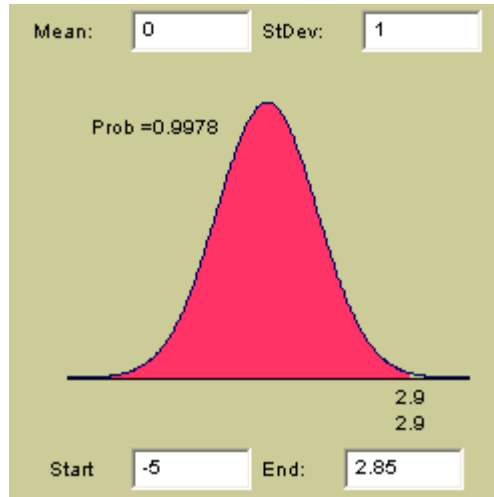 Mean: 0 StDev: 1
Prob =0.9978
2.9
2.9
Start -5 End: 2.85